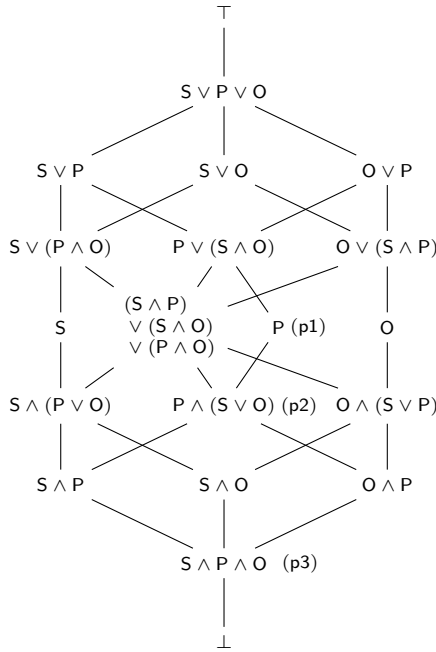 ⊤
S ∨ P ∨ O
S ∨ P S ∨ O O ∨ P
S ∨ (P ∧ O) P ∨ (S ∧ O) O ∨ (S ∧ P)
(S ∧ P)
∨ (S ∧ O)
∨ (P ∧ O)
S P (p1) O
S ∧ (P ∨ O) P ∧ (S ∨ O) (p2) O ∧ (S ∨ P)
S ∧ P S ∧ O O ∧ P
S ∧ P ∧ O (p3)
⊥